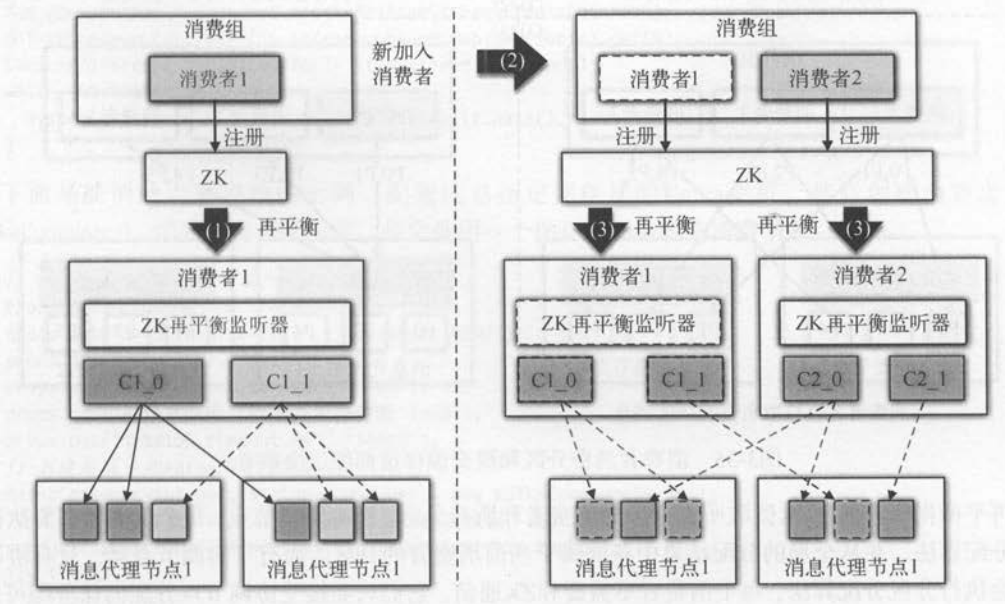 消费组
消费者1
注册
ZK
(1)
再平衡
消费者1
ZK再平衡监听器
C1_0
C1_1
消息代理节点1
消息代理节点1
新加入
消费者
(2)
消费组
消费者1
消费者2
注册
注册
ZK
(3)
再平衡
再平衡
(3)
消费者1
ZK再平衡监听器
C1_0
C1_1
消费者2
ZK再平衡监听器
C2_0
C2_1
消息代理节点1
消息代理节点1